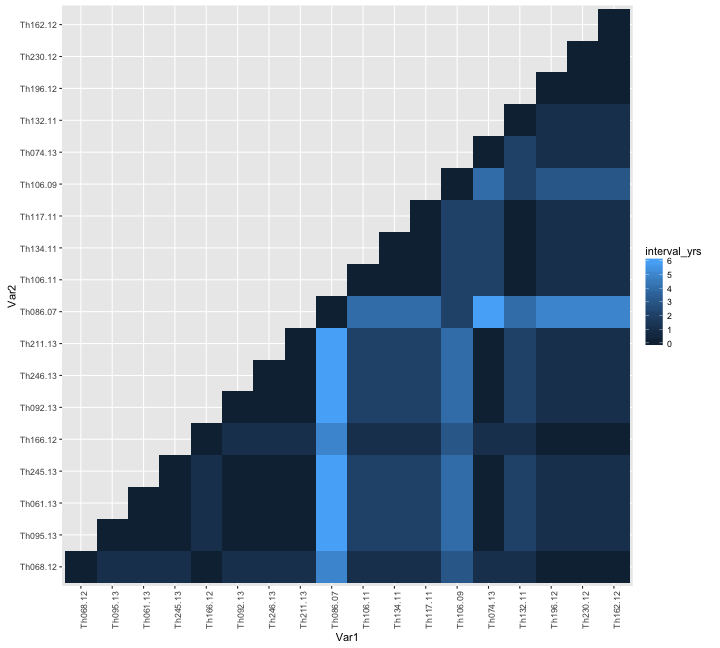 Th162.12
Th230.12
Th196.12
Th132.11
Th074.13
Th106.09
Th117.11
Th134.11
Th106.11
Th086.07
Th211.13
Th246.13
Th092.13
Th166.12
Th245.13
Th061.13
Th095.13
Th068.12
Var2
Th068.12
Th095.13
Th061.13
Th245.13
Th166.12
Th092.13
Th246.13
Th211.13
Th086.07
Th106.11
Th134.11
Th117.11
Th106.09
Th074.13
Th132.11
Th196.12
Th230.12
Th162.12
Var1
interval_yrs
6
5
4
3
2
1
0